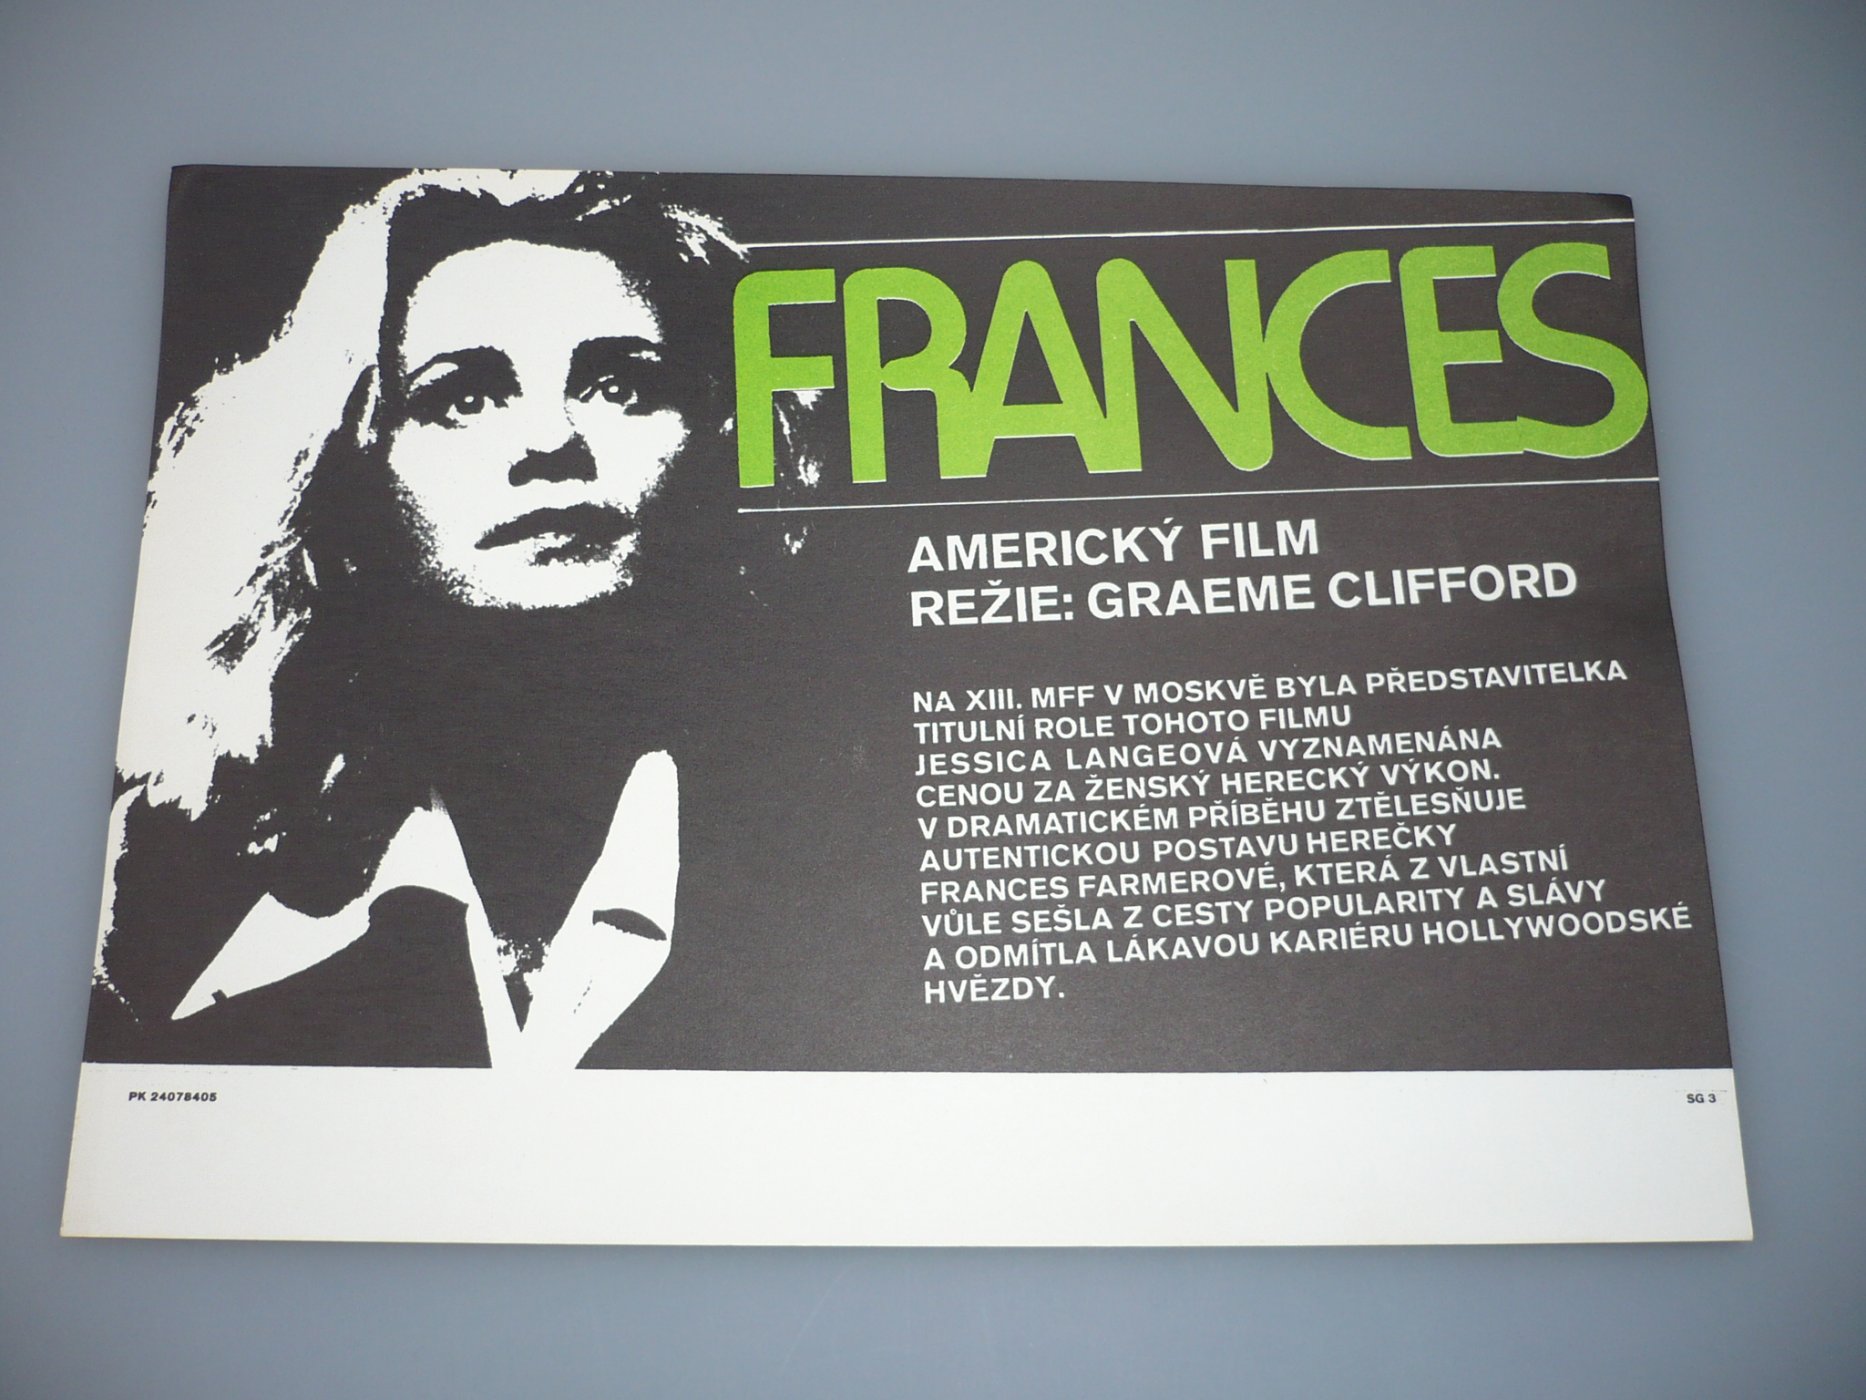 FRANCES
AMERICKÝ FILM
REŽIE: GRAEME CLIFFORD
NA XIII. MFF V MOSKVĚ BYLA PŘEDSTAVITELKA
TITULNÍ ROLE TOHOTO FILMU
JESSICA LANGEOVÁ VYZNAMENÁNA
CENOU ZA ŽENSKÝ HERECKÝ VÝKON.
V DRAMATICKÉM PŘÍBĚHU ZTĚLESŇUJE
AUTENTICKOU POSTAVU HEREČKY
FRANCES FARMEROVÉ, KTERÁ Z VLASTNÍ
VŮLE SEŠLA Z CESTY POPULARITY A SLÁVY
A ODMÍTLA LÁKAVOU KARIÉRU HOLLYWOODSKÉ
HVĚZDY.
PK 24078405
SG 3